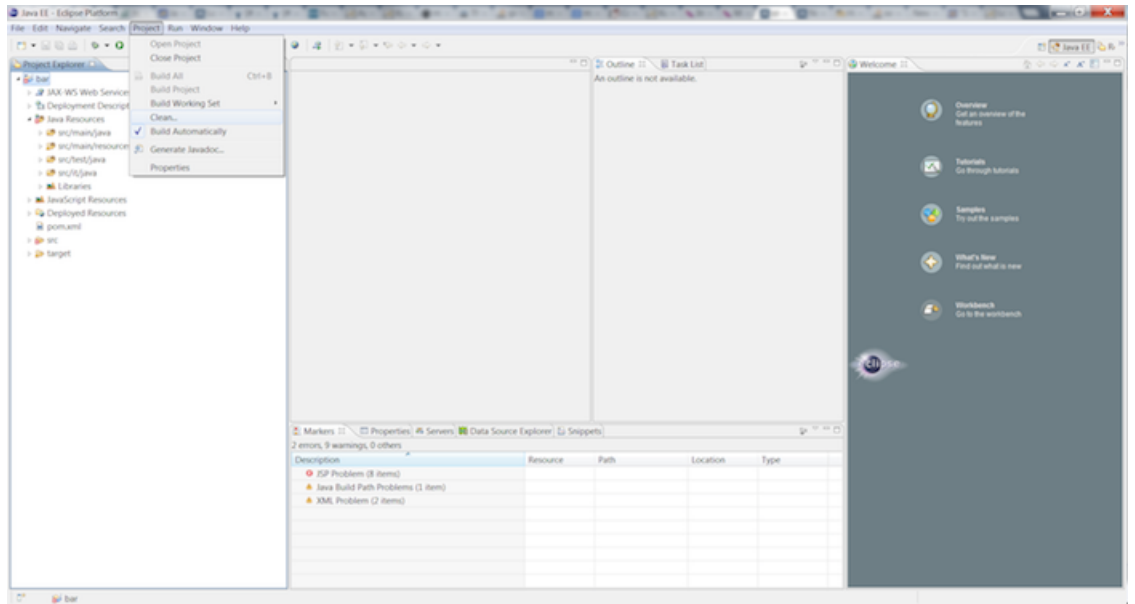 Java EE - Eclipse Platform
File Edit Navigate Search Project Run Window Help
Java EE
Project Explorer
bar
JAX-WS Web Services
Deployment Descript
Java Resources
src/main/java
src/main/resource
src/test/java
src/it/java
Libraries
JavaScript Resources
Deployed Resources
pom.xml
src
target
Open Project
Close Project
Build All Ctrl+B
Build Project
Build Working Set
Clean...
Build Automatically
Generate Javadoc...
Properties
Outline Task List
An outline is not available.
Welcome
Overview
Get an overview of the
features
Tutorials
Go through tutorials
Samples
Try out the samples
What's New
Find out what is new
Workbench
Go to the workbench
eclipse
Markers Properties Servers Data Source Explorer Snippets
2 errors, 9 warnings, 0 others
Description Resource Path Location Type
JSP Problem (8 items)
Java Build Path Problems (1 item)
XML Problem (2 items)
bar